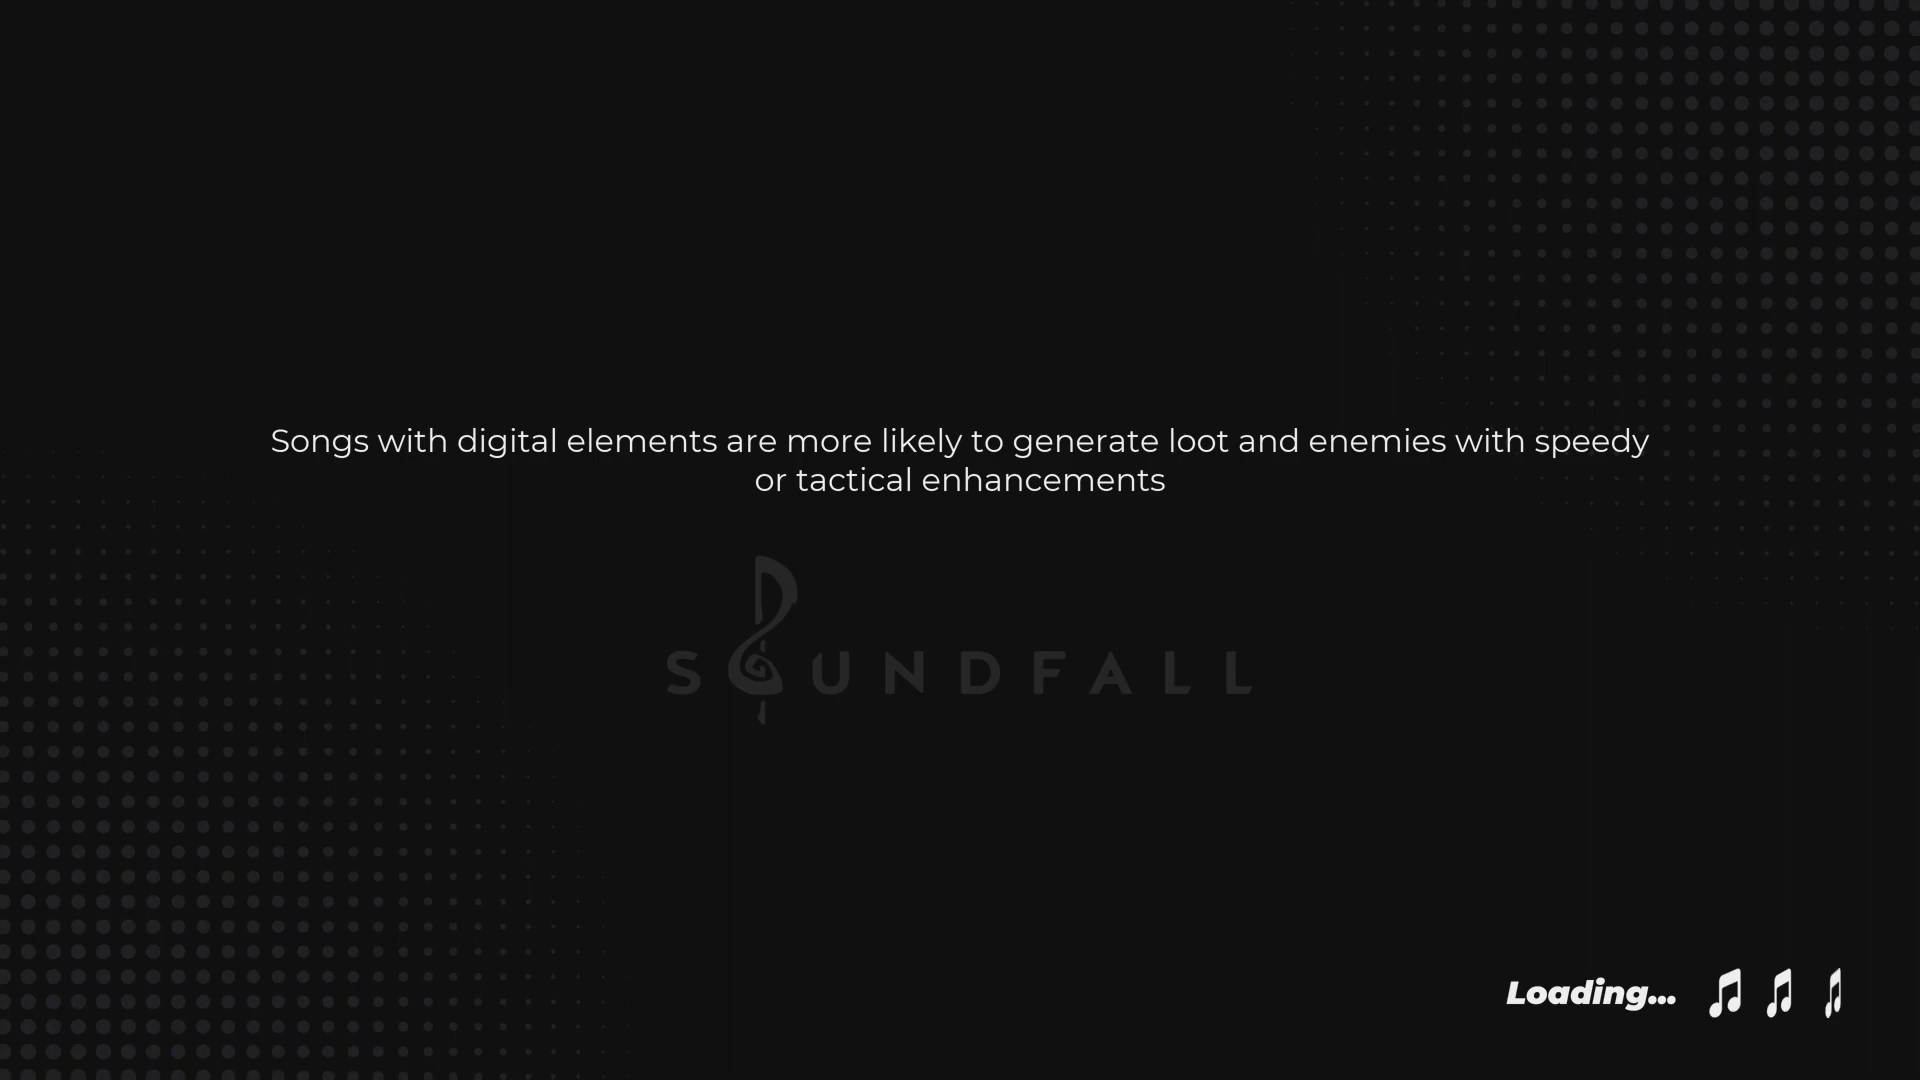 Songs with digital elements are more likely to generate loot and enemies with speedy
or tactical enhancements
SOUNDFALL
Loading...